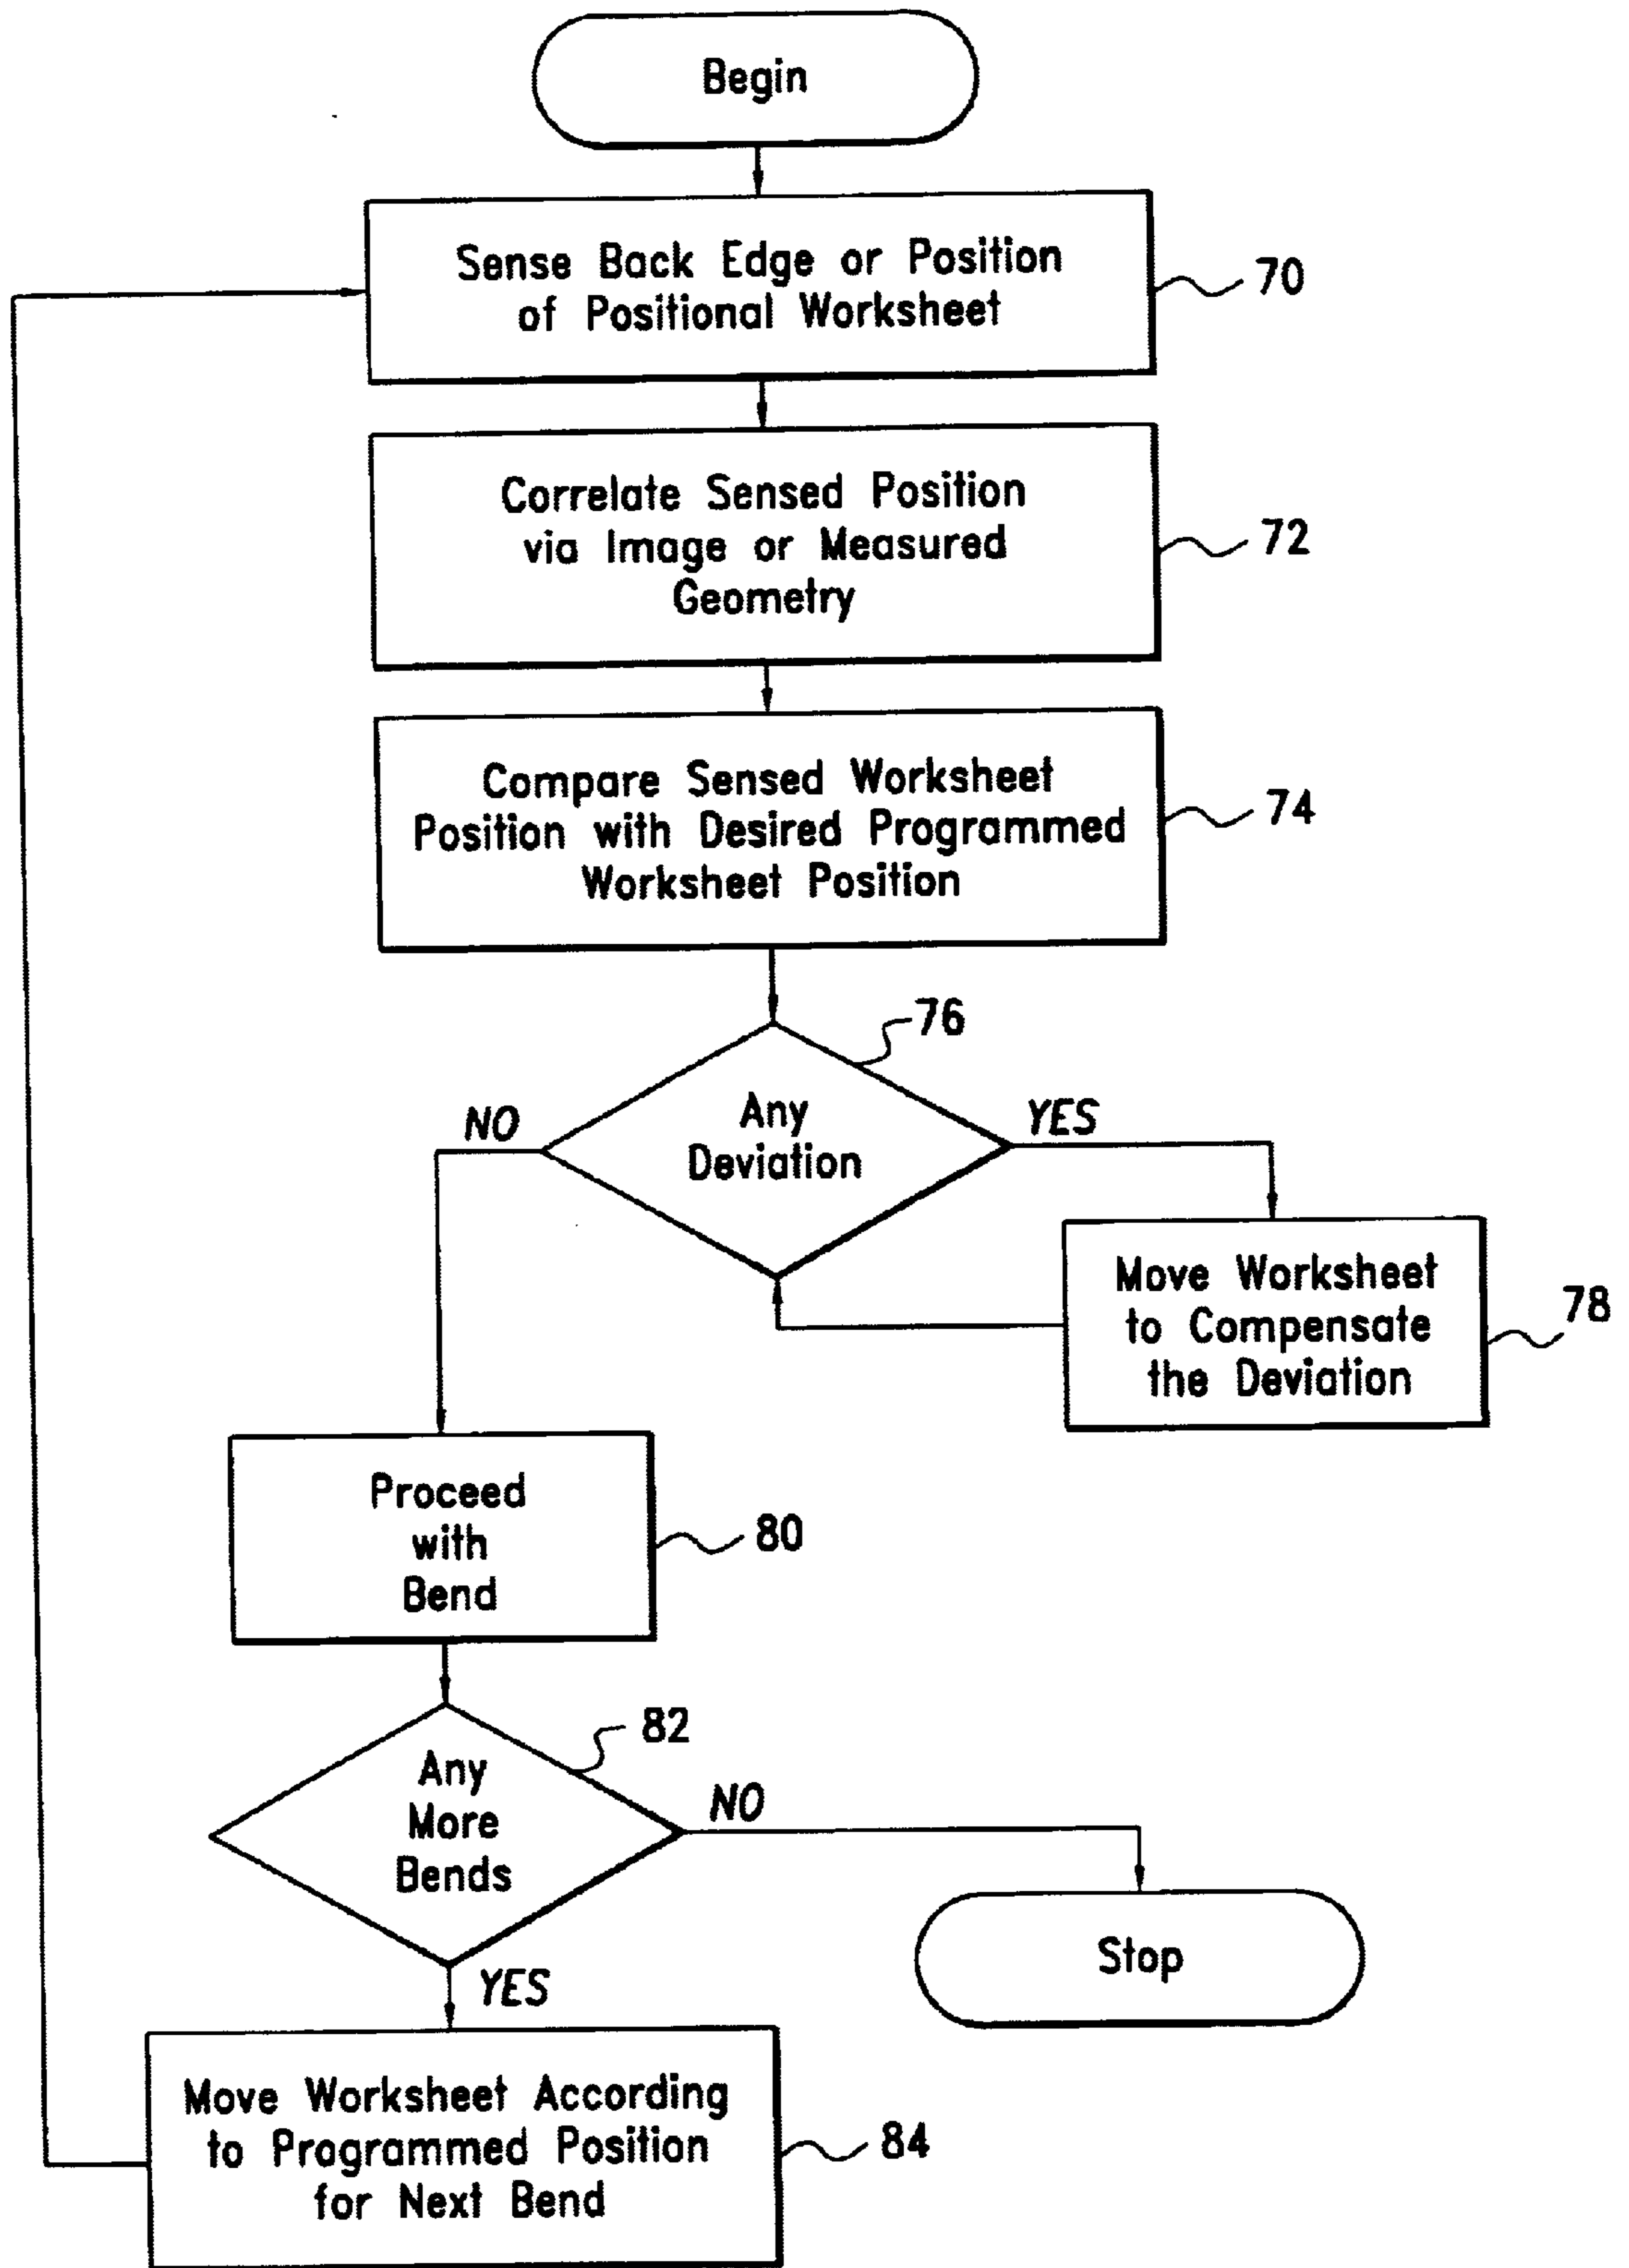 Begin
Sense Back Edge or Position
of Positional Worksheet
70
Correlate Sensed Position
via Image or Measured
Geometry
72
Compare Sensed Worksheet
Position with Desired Programmed
Worksheet Position
74
76
Any
Deviation
NO
YES
Move Worksheet
to Compensate
the Deviation
78
Proceed
with
Bend
80
82
Any
More
Bends
NO
Stop
YES
Move Worksheet According
to Programmed Position
for Next Bend
84